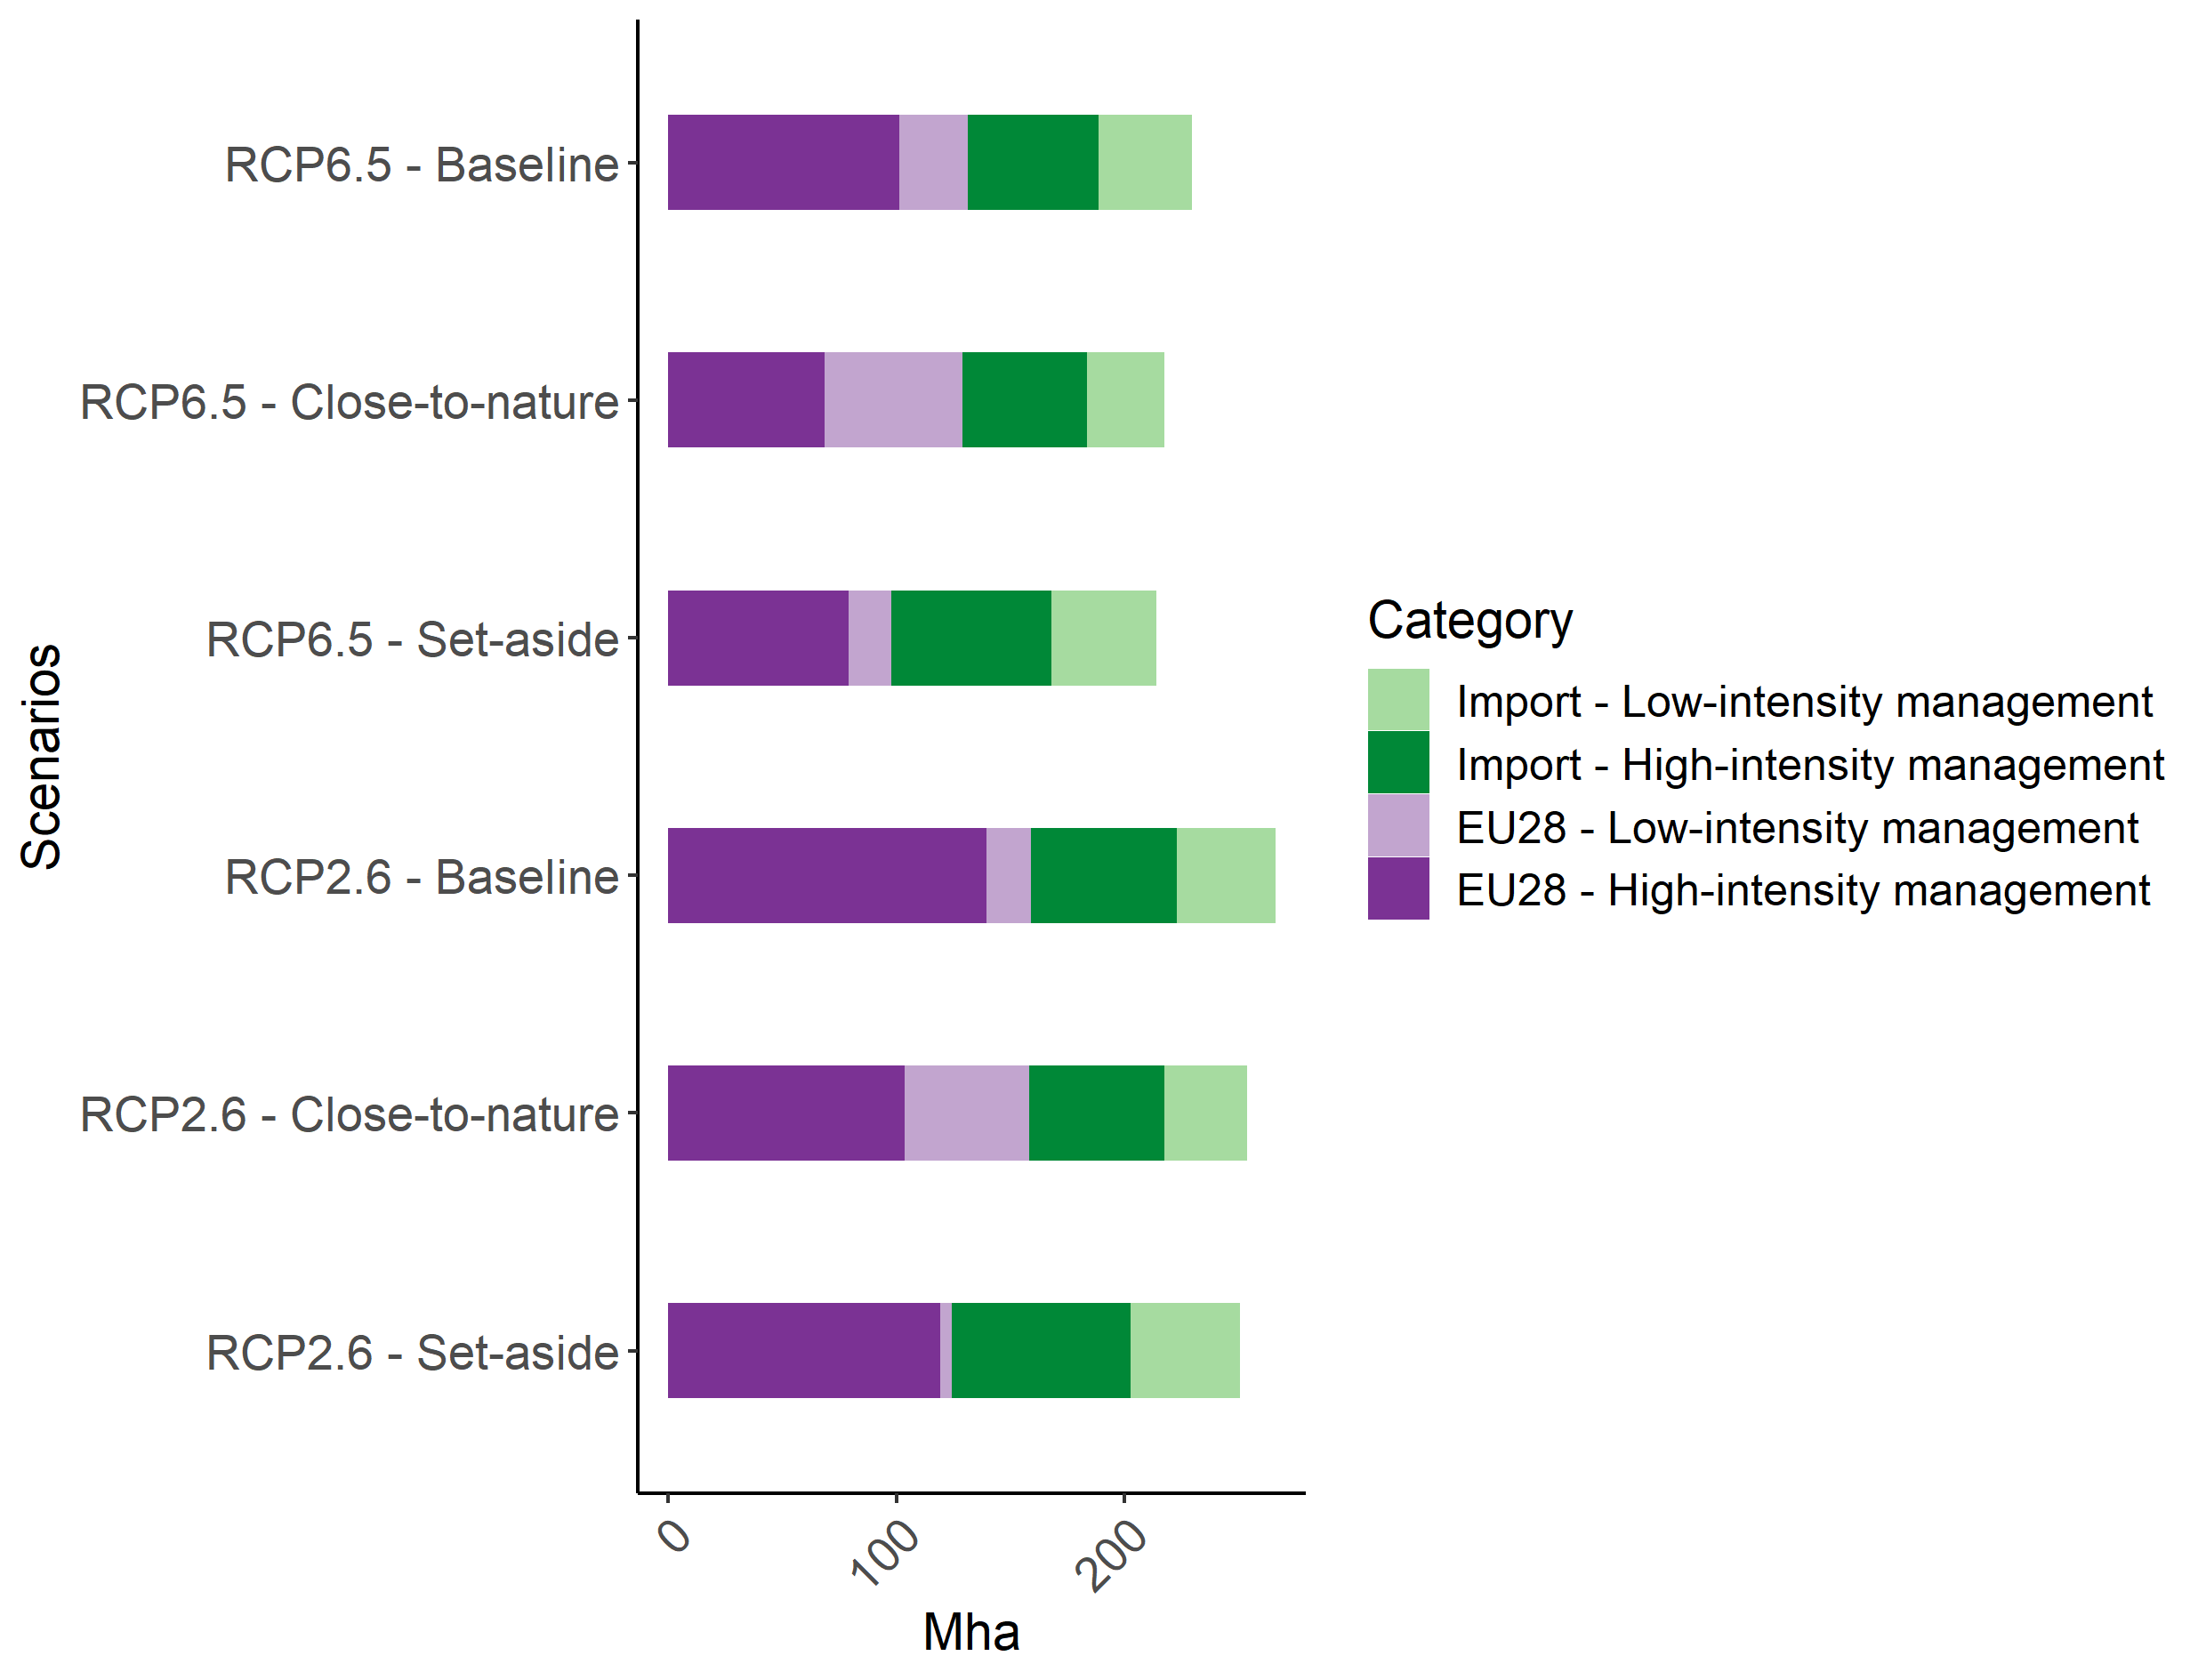 Scenarios
RCP6.5 - Baseline
RCP6.5 - Close-to-nature
RCP6.5 - Set-aside
RCP2.6 - Baseline
RCP2.6 - Close-to-nature
RCP2.6 - Set-aside
0
100
200
Mha
Category
Import - Low-intensity management
Import - High-intensity management
EU28 - Low-intensity management
EU28 - High-intensity management